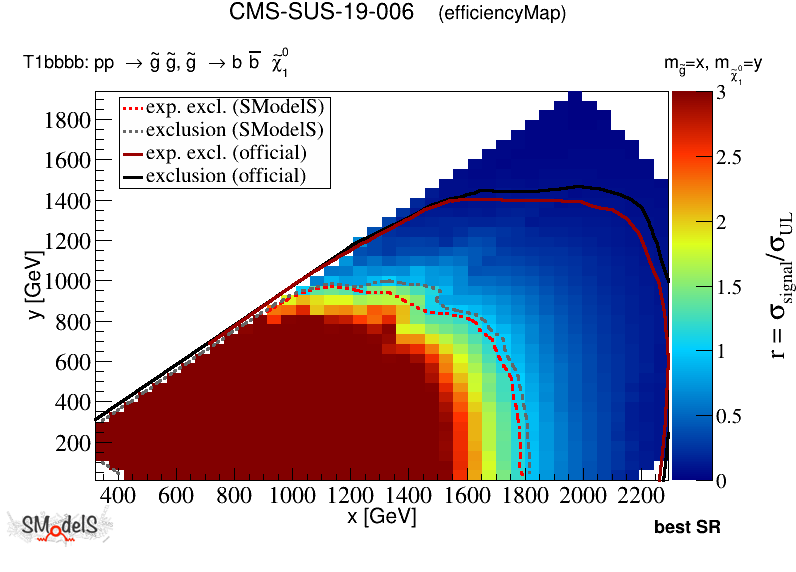 CMS-SUS-19-006 (efficiencyMap)
T1bbbb: pp → g̃ g̃, g̃ → b b̅ χ̃₁⁰
m_g̃=x, m_χ̃₁⁰=y
exp. excl. (SModelS)
exclusion (SModelS)
exp. excl. (official)
exclusion (official)
1800
1600
1400
1200
1000
800
600
400
200
y [GeV]
400 600 800 1000 1200 1400 1600 1800 2000 2200
x [GeV]
3
2.5
2
1.5
1
0.5
0
r = σ_signal/σ_UL
SModelS
best SR